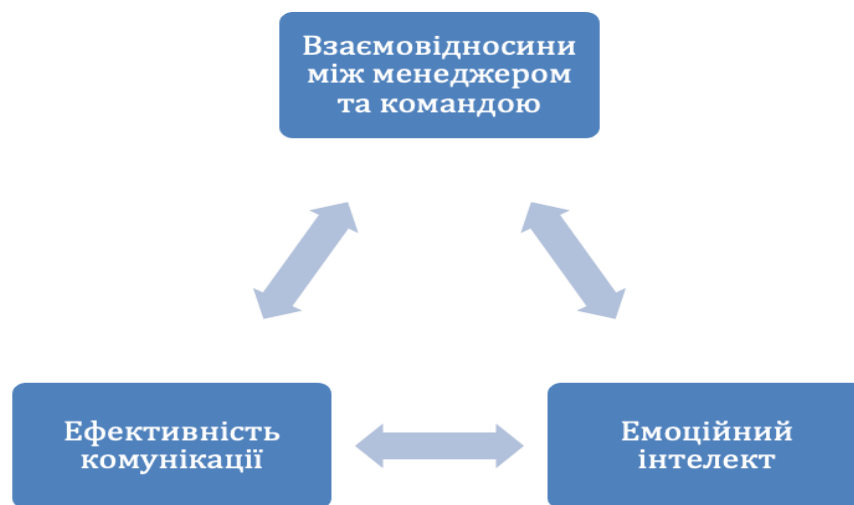 Взаємовідносини
між менеджером
та командою
Ефективність
комунікації
Емоційний
інтелект